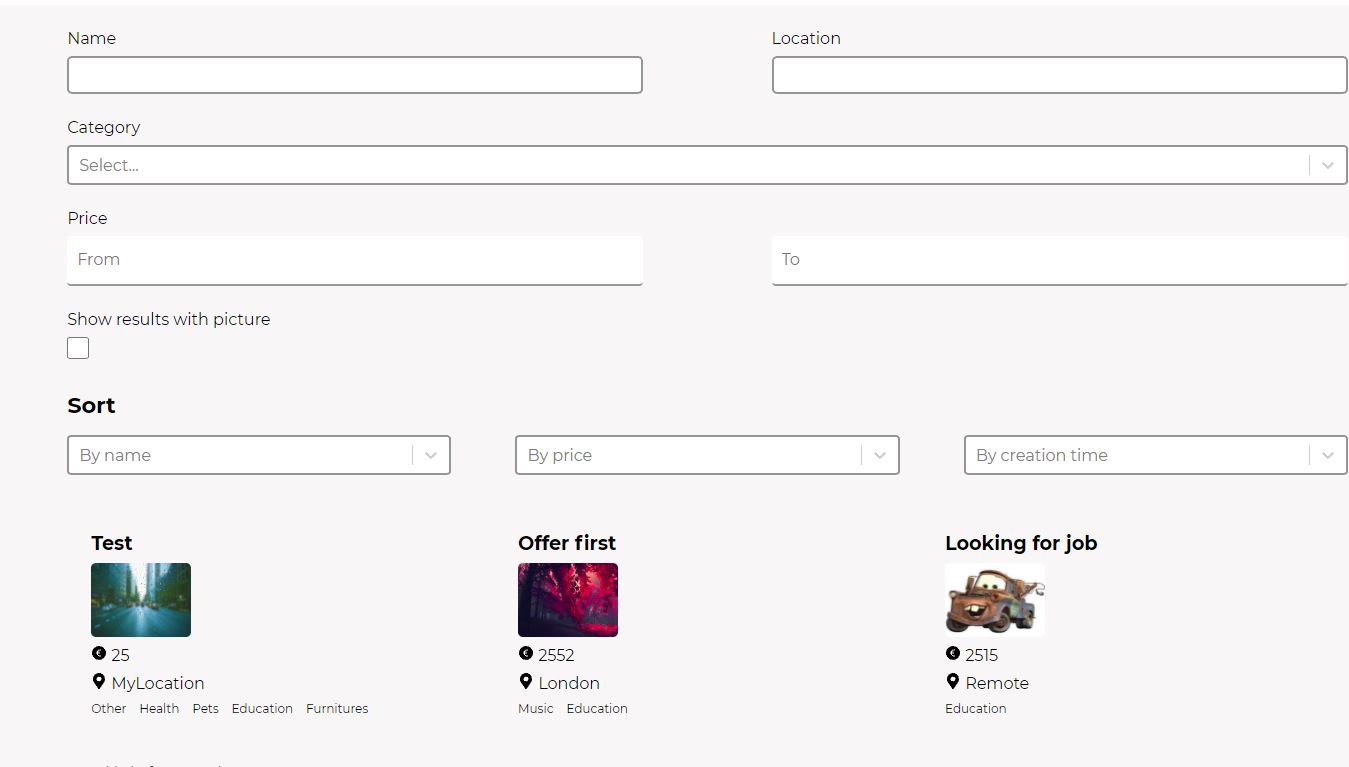 Name Location
Category
Select...
Price
From To
Show results with picture
Sort
By name By price By creation time
Test Offer first Looking for job
€ 25 € 2552 € 2515
MyLocation London Remote
Other Health Pets Education Furnitures Music Education Education